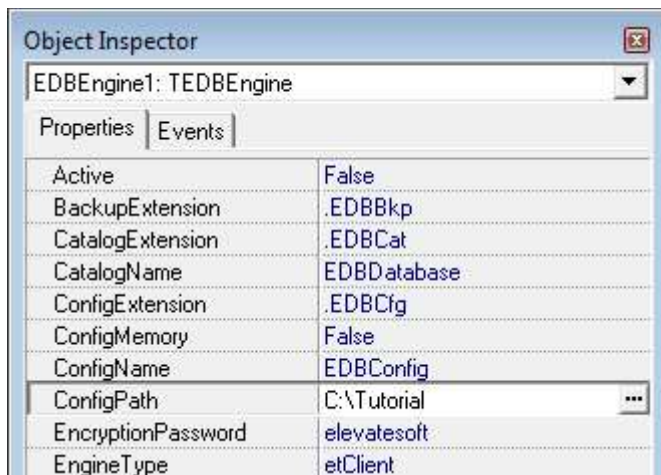 Object Inspector
EDBEngine1: TEDBEngine
Properties Events
Active False
BackupExtension .EDBBkp
CatalogExtension .EDBCat
CatalogName EDBDatabase
ConfigExtension .EDBCfg
ConfigMemory False
ConfigName EDBConfig
ConfigPath C:\Tutorial ...
EncryptionPassword elevatesoft
EngineType etClient